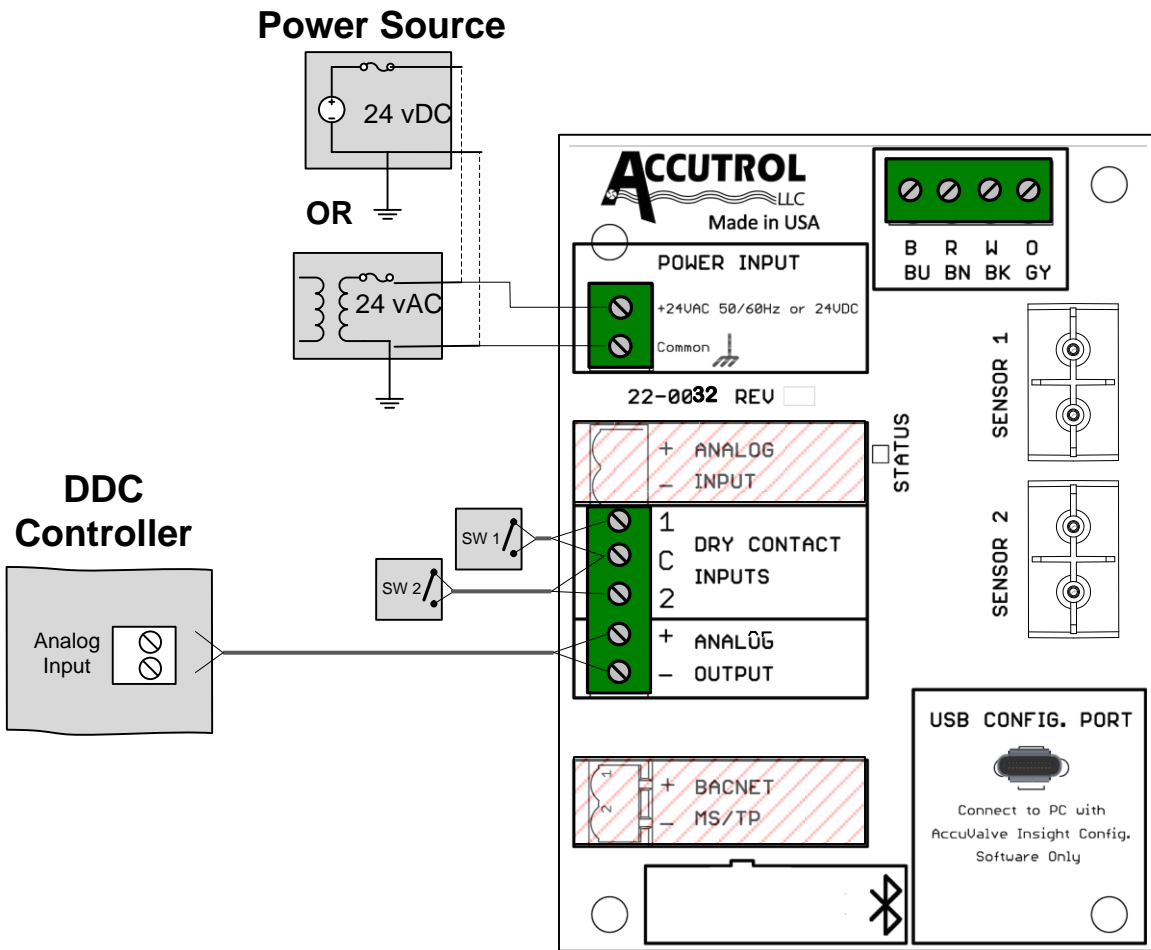 Power Source
24 vDC
OR
24 vAC
ACCUTROL
LLC
Made in USA
B R W O
BU BN BK GY
POWER INPUT
+24VAC 50/60Hz or 24DC
Common
22-0032 REV
SENSOR 1
+ ANALOG
- INPUT
STATUS
DDC
Controller
SW 1
1
C
2
DRY CONTACT
INPUTS
SENSOR 2
SW 2
Analog
Input
+ ANALOG
- OUTPUT
USB CONFIG. PORT
Connect to PC with
AccuValve Insight Config.
Software Only
1
2
+ BACNET
- MS/TP